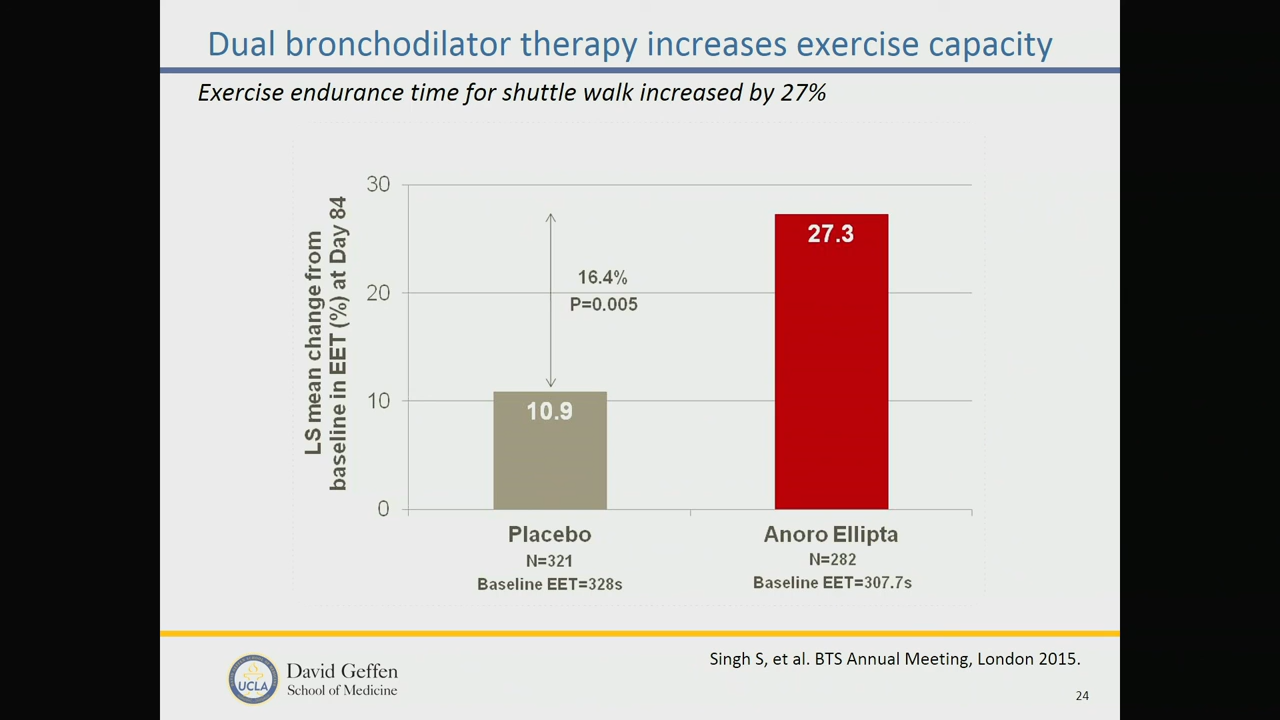 Dual bronchodilator therapy increases exercise capacity
Exercise endurance time for shuttle walk increased by 27%
LS mean change from
baseline in EET (%) at Day 84
30
20
10
0
16.4%
P=0.005
10.9
27.3
Placebo
N=321
Baseline EET=328s
Anoro Ellipta
N=282
Baseline EET=307.7s
Singh S, et al. BTS Annual Meeting, London 2015.
UCLA
David Geffen
School of Medicine
24